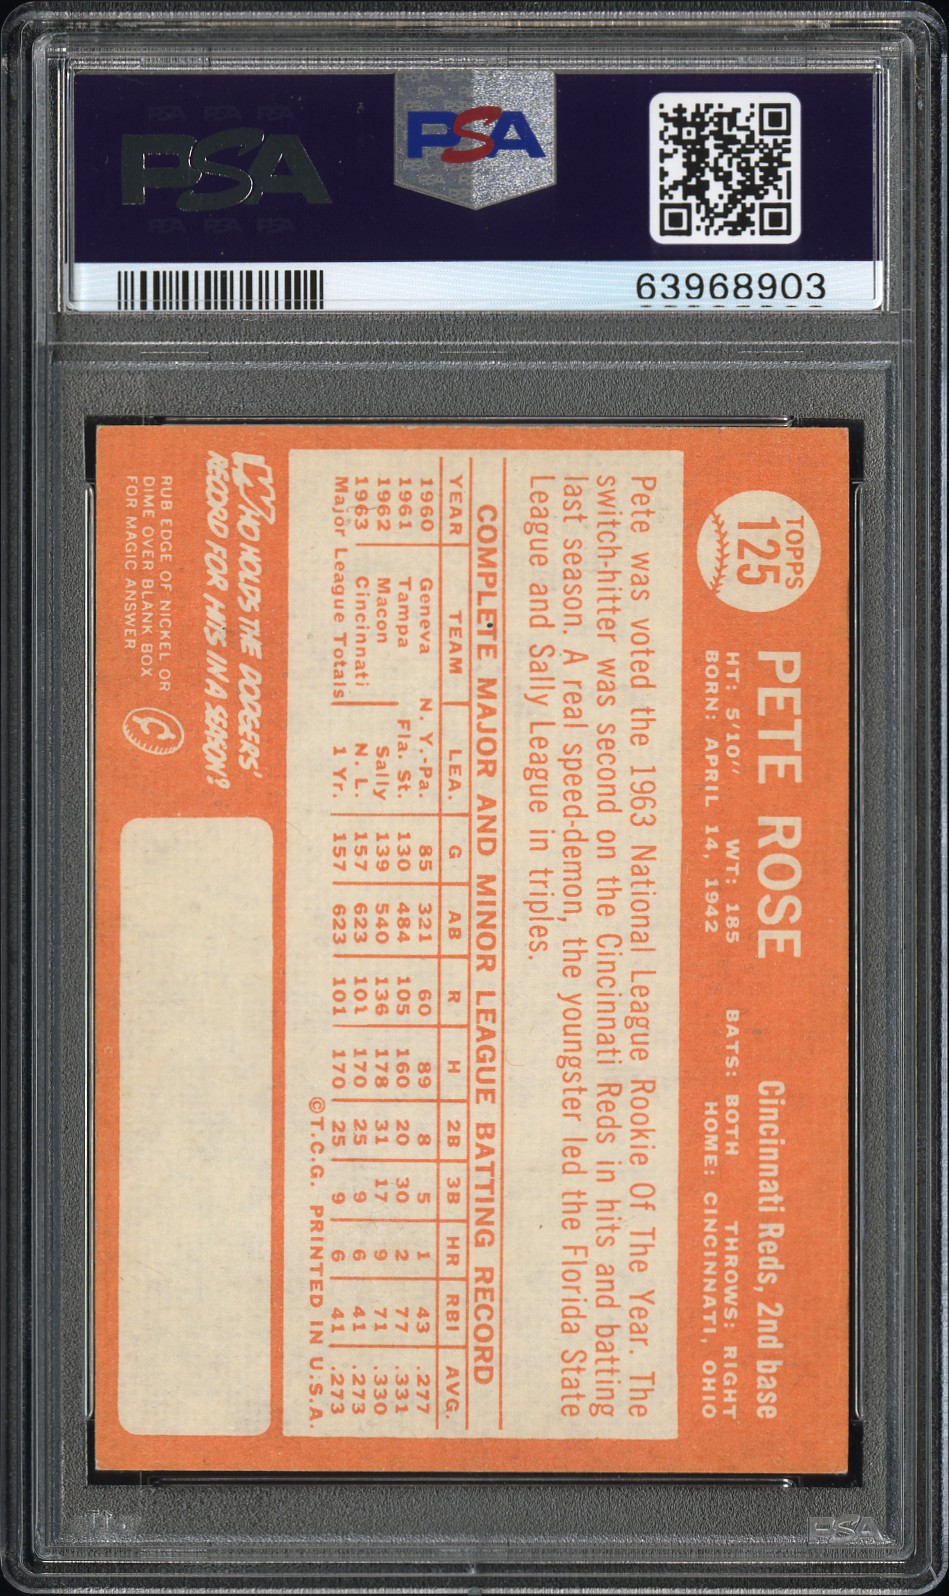 PSA PSA PSA
PSA
PSA PSA PSA
PSA
63968903
TOPPS
125
PETE ROSE
Cincinnati Reds, 2nd base
HT: 5'10" WT: 185 BATS: BOTH THROWS: RIGHT
BORN: APRIL 14, 1942 HOME: CINCINNATI, OHIO
Pete was voted the 1963 National League Rookie Of The Year. The
switch-hitter was second on the Cincinnati Reds in hits and batting
last season. A real speed-demon, the youngster led the Florida State
League and Sally League in triples.
COMPLETE MAJOR AND MINOR LEAGUE BATTING RECORD
YEAR TEAM LEA. G AB R H 2B 3B HR RBI AVG.
1960 Geneva N. Y.-Pa. 85 321 60 89 8 5 1 43 .277
1961 Tampa Fla. St. 130 484 105 160 20 30 2 77 .331
1962 Macon Sally 139 540 136 178 31 17 9 71 .330
1963 Cincinnati N. L. 157 623 101 170 25 9 6 41 .273
Major League Totals 1 Yr. 157 623 101 170 25 9 6 41 .273
©T.C.G. PRINTED IN U.S.A.
WHO HOLDS THE DODGERS'
RECORD FOR HITS IN A SEASON?
RUB EDGE OF NICKEL OR
DIME OVER BLANK BOX
FOR MAGIC ANSWER
PSA